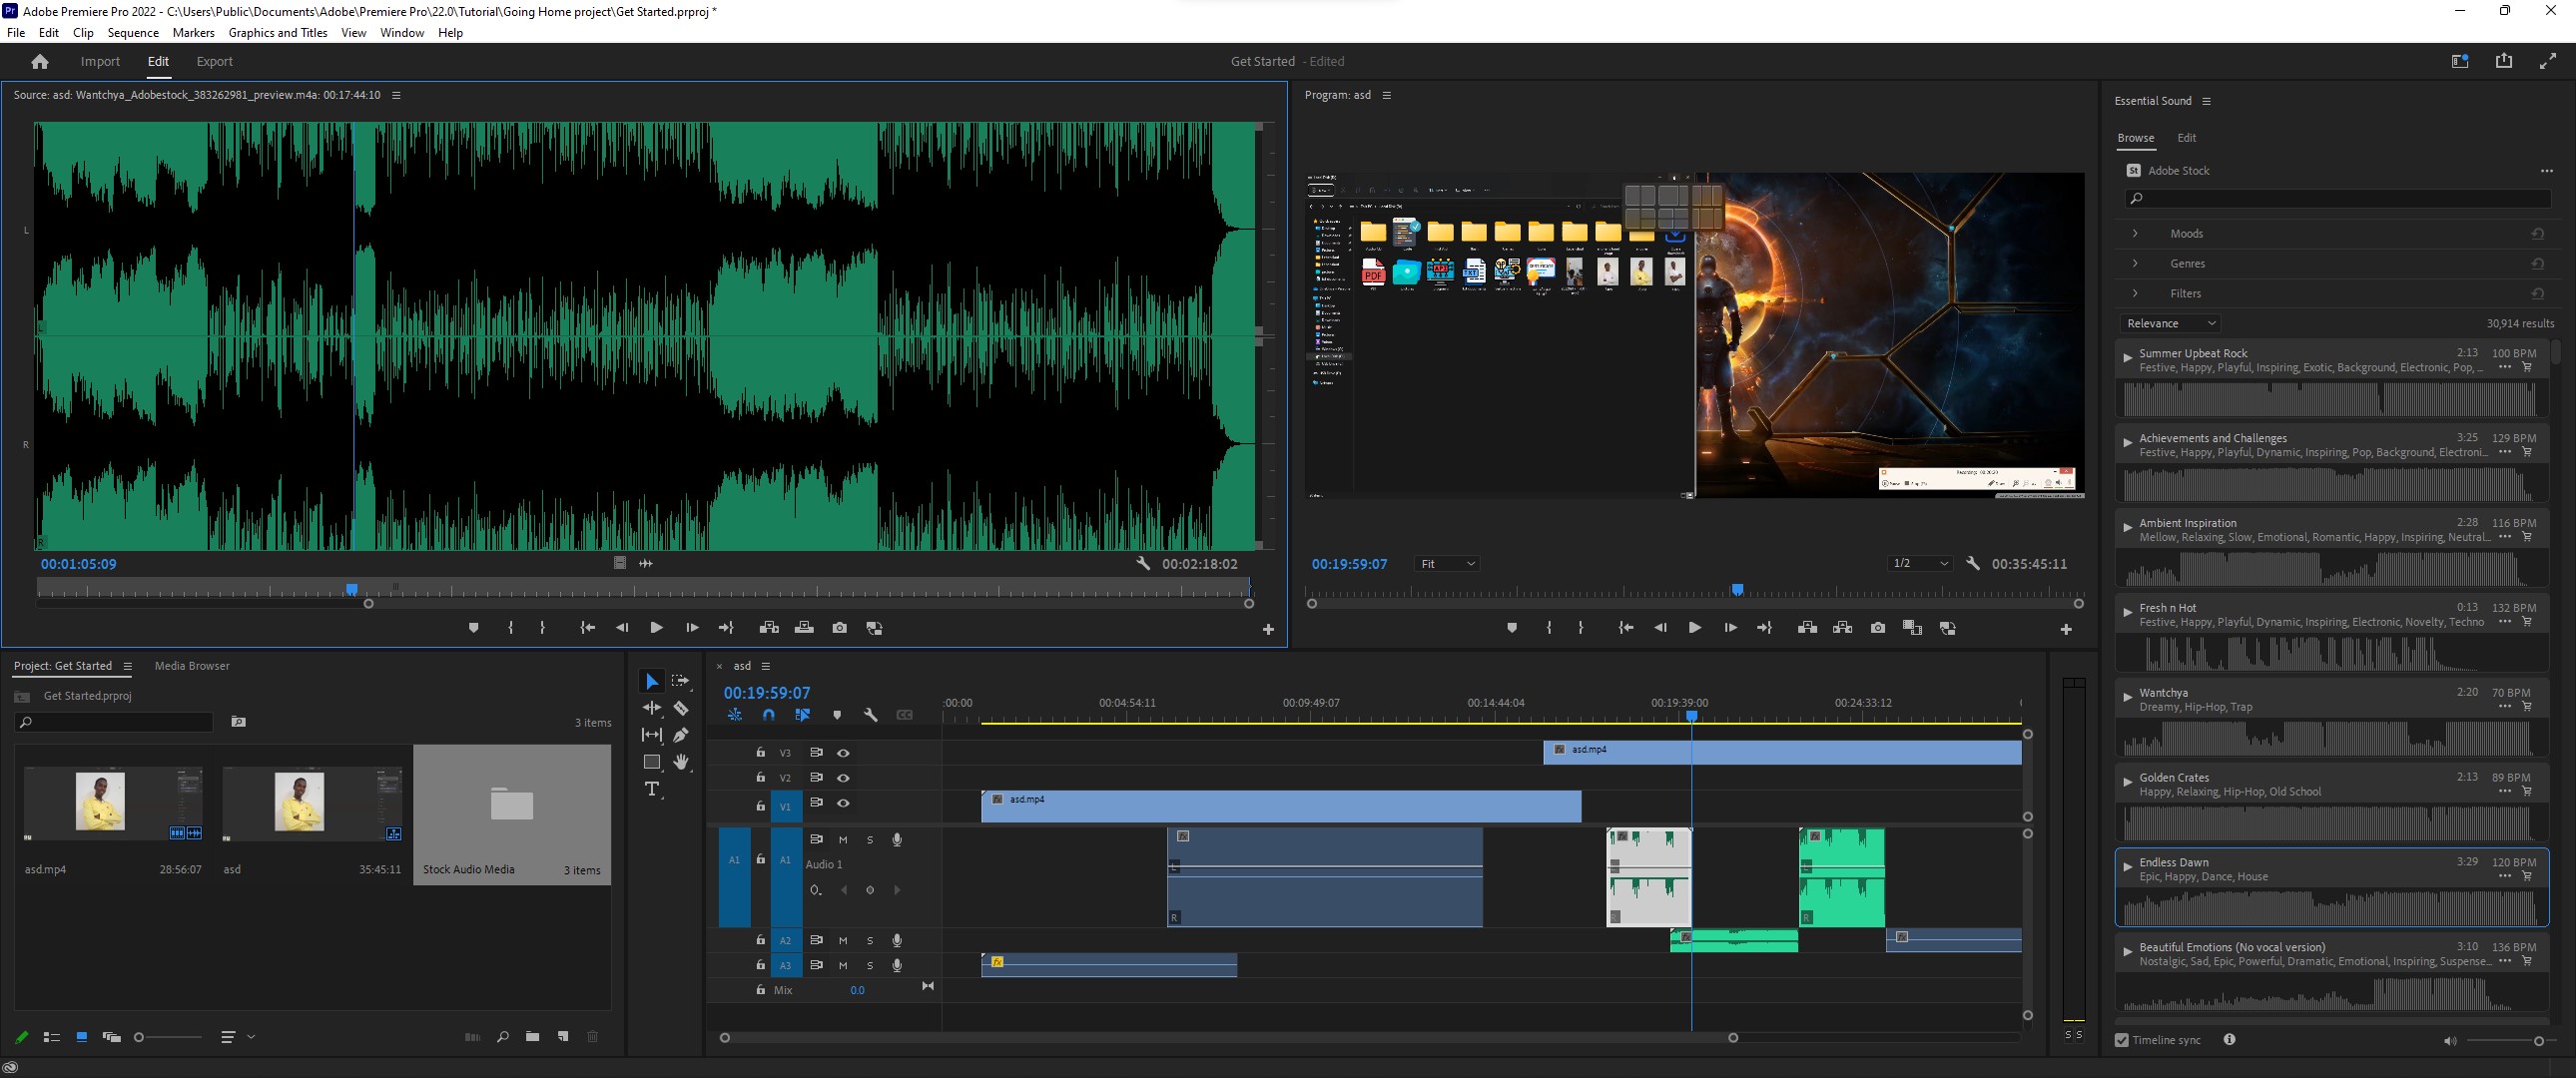 Adobe Premiere Pro 2022 - C:\Users\Public\Documents\Adobe\Premiere Pro\22.0\Tutorial\Going Home project\Get Started.prproj *
File Edit Clip Sequence Markers Graphics and Titles View Window Help
Import Edit Export
Get Started - Edited
Source: asd: Wantchya_Adobestock_383262981_preview.m4a: 00:17:44:10
L
R
00:01:05:09
00:02:18:02
Program: asd
00:19:59:07
Fit
1/2
00:35:45:11
Project: Get Started
Media Browser
Get Started.prproj
3 items
asd.mp4 28:56:07
asd 35:45:11
Stock Audio Media 3 items
asd
00:19:59:07
:00:00 00:04:54:11 00:09:49:07 00:14:44:04 00:19:39:00 00:24:33:12
V3
asd.mp4
V2
V1
asd.mp4
A1 A1 M S
Audio 1
L
R
R
A2 M S
A3 M S
fx
Mix 0.0
S S
Essential Sound
Browse Edit
St Adobe Stock
Moods
Genres
Filters
Relevance
30,914 results
Summer Upbeat Rock 2:13 100 BPM
Festive, Happy, Playful, Inspiring, Exotic, Background, Electronic, Pop, ...
Achievements and Challenges 3:25 129 BPM
Festive, Happy, Playful, Dynamic, Inspiring, Pop, Background, Electroni...
Ambient Inspiration 2:28 116 BPM
Mellow, Relaxing, Slow, Emotional, Romantic, Happy, Inspiring, Neutral...
Fresh n Hot 0:13 132 BPM
Festive, Happy, Playful, Dynamic, Inspiring, Electronic, Novelty, Techno
Wantchya 2:20 70 BPM
Dreamy, Hip-Hop, Trap
Golden Crates 2:13 89 BPM
Happy, Relaxing, Hip-Hop, Old School
Endless Dawn 3:29 120 BPM
Epic, Happy, Dance, House
Beautiful Emotions (No vocal version) 3:10 136 BPM
Nostalgic, Sad, Epic, Powerful, Dramatic, Emotional, Inspiring, Suspense...
Timeline sync